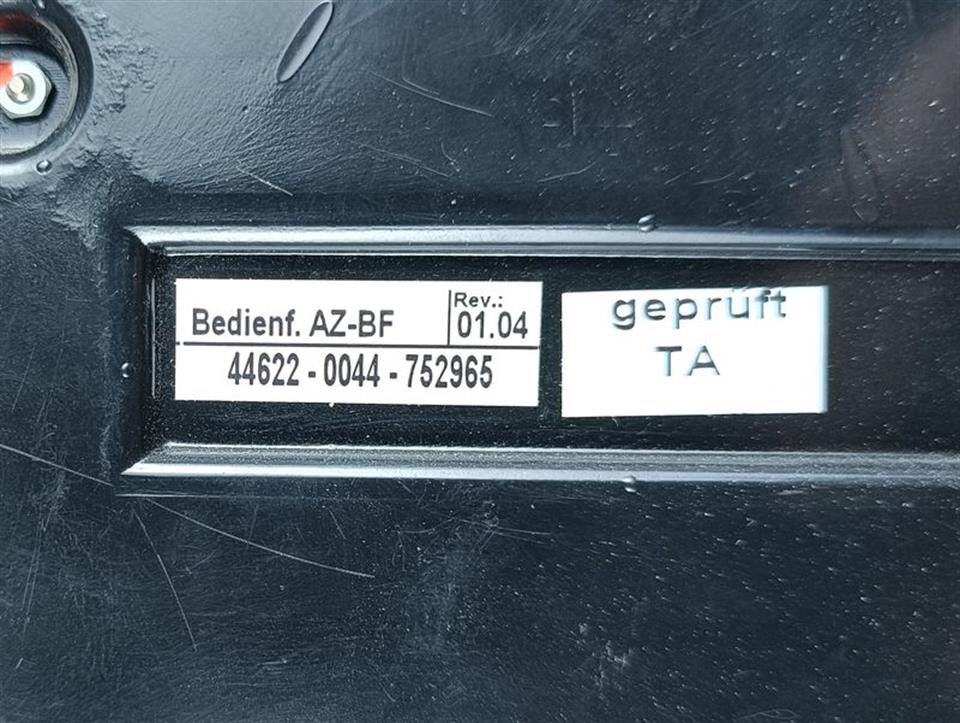 Bedienf. AZ-BF
Rev.:
01.04
44622 - 0044 - 752965
geprüft
TA